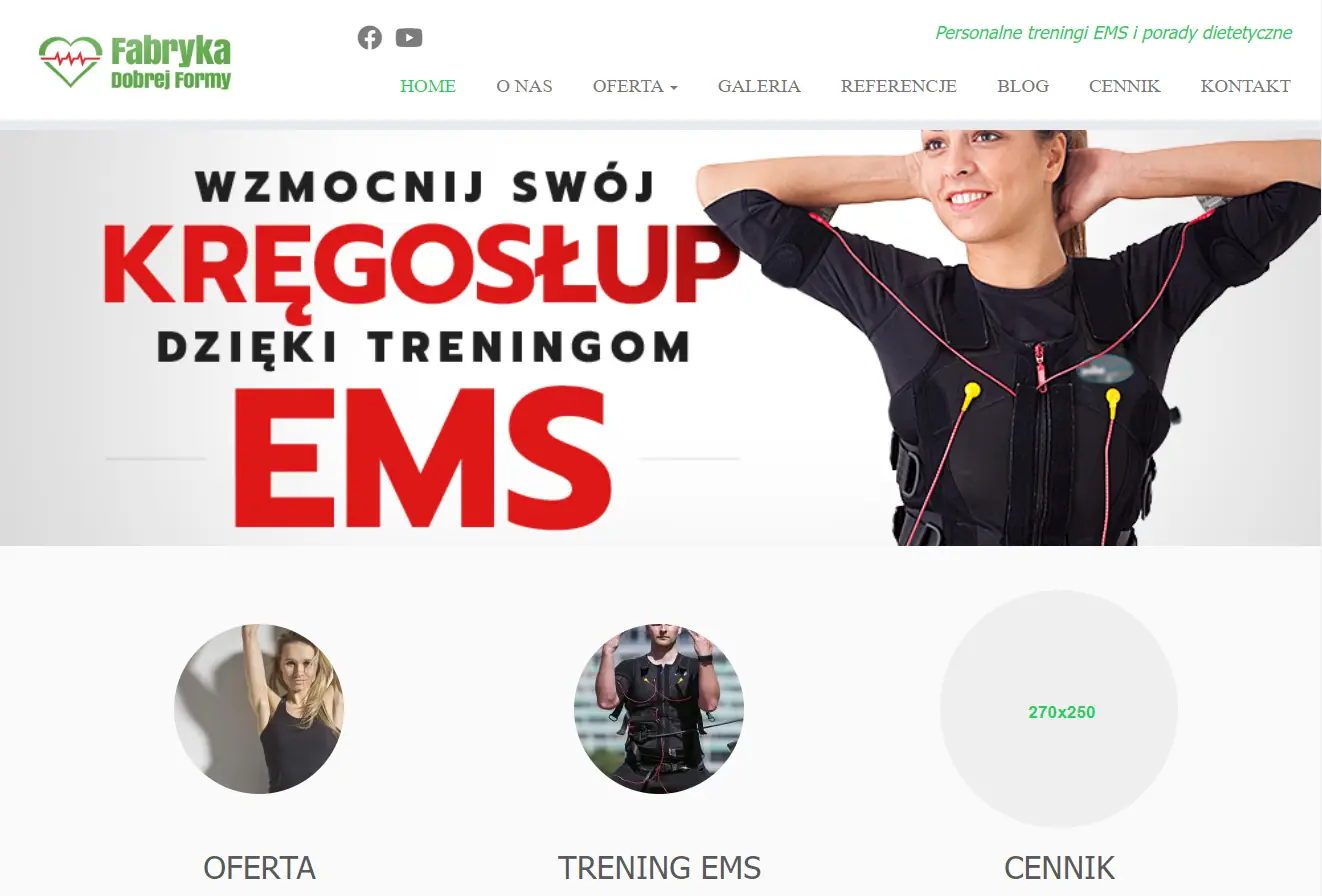 Fabryka
Dobrej Formy
Personalne treningi EMS i porady dietetyczne
HOME O NAS OFERTA GALERIA REFERENCJE BLOG CENNIK KONTAKT
WZMOCNIJ SWÓJ
KRĘGOSŁUP
DZIĘKI TRENINGOM
EMS
270x250
OFERTA TRENING EMS CENNIK